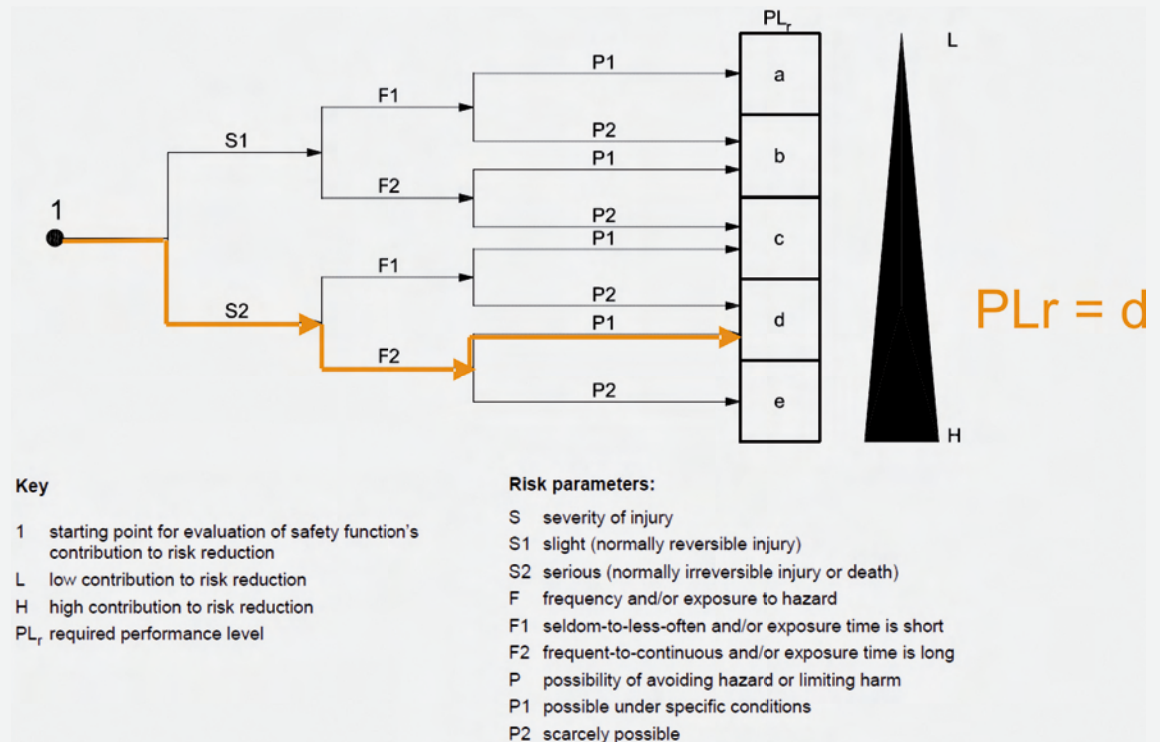 PLr
L
P1
a
F1
P2
S1
b
P1
F2
1
P2
c
P1
F1
P2
S2
d
P1
PLr = d
F2
P2
e
H
Key
1 starting point for evaluation of safety function's
contribution to risk reduction
L low contribution to risk reduction
H high contribution to risk reduction
PLr required performance level
Risk parameters:
S severity of injury
S1 slight (normally reversible injury)
S2 serious (normally irreversible injury or death)
F frequency and/or exposure to hazard
F1 seldom-to-less-often and/or exposure time is short
F2 frequent-to-continuous and/or exposure time is long
P possibility of avoiding hazard or limiting harm
P1 possible under specific conditions
P2 scarcely possible